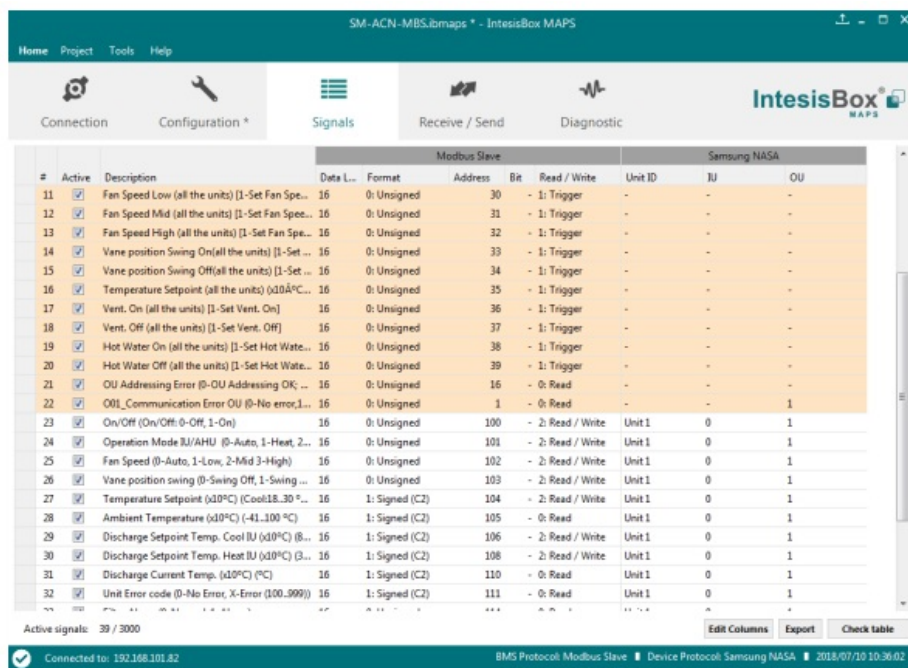 SM-ACN-MBS.ibmaps * - IntesisBox MAPS
Home Project Tools Help
Connection Configuration * Signals Receive / Send Diagnostic
IntesisBox®
MAPS
Modbus Slave Samsung NASA
# Active Description Data L... Format Address Bit Read / Write Unit ID IU OU
11 Fan Speed Low (all the units) [1-Set Fan Spe... 16 0: Unsigned 30 - 1: Trigger - - -
12 Fan Speed Mid (all the units) [1-Set Fan Spee... 16 0: Unsigned 31 - 1: Trigger - - -
13 Fan Speed High (all the units) [1-Set Fan Spe... 16 0: Unsigned 32 - 1: Trigger - - -
14 Vane position Swing On(all the units) [1-Set ... 16 0: Unsigned 33 - 1: Trigger - - -
15 Vane position Swing Off(all the units) [1-Set ... 16 0: Unsigned 34 - 1: Trigger - - -
16 Temperature Setpoint (all the units) (x10ÂºC... 16 0: Unsigned 35 - 1: Trigger - - -
17 Vent. On (all the units) [1-Set Vent. On] 16 0: Unsigned 36 - 1: Trigger - - -
18 Vent. Off (all the units) [1-Set Vent. Off] 16 0: Unsigned 37 - 1: Trigger - - -
19 Hot Water On (all the units) [1-Set Hot Wate... 16 0: Unsigned 38 - 1: Trigger - - -
20 Hot Water Off (all the units) [1-Set Hot Wate... 16 0: Unsigned 39 - 1: Trigger - - -
21 OU Addressing Error (0-OU Addressing OK; ... 16 0: Unsigned 16 - 0: Read - - -
22 O01_Communication Error OU (0-No error,1... 16 0: Unsigned 1 - 0: Read - - 1
23 On/Off (On/Off: 0-Off, 1-On) 16 0: Unsigned 100 - 2: Read / Write Unit 1 0 1
24 Operation Mode IU/AHU (0-Auto, 1-Heat, 2... 16 0: Unsigned 101 - 2: Read / Write Unit 1 0 1
25 Fan Speed (0-Auto, 1-Low, 2-Mid 3-High) 16 0: Unsigned 102 - 2: Read / Write Unit 1 0 1
26 Vane position swing (0-Swing Off, 1-Swing ... 16 0: Unsigned 103 - 2: Read / Write Unit 1 0 1
27 Temperature Setpoint (x10ºC) (Cool:18..30 º... 16 1: Signed (C2) 104 - 2: Read / Write Unit 1 0 1
28 Ambient Temperature (x10ºC) (-41..100 ºC) 16 1: Signed (C2) 105 - 0: Read Unit 1 0 1
29 Discharge Setpoint Temp. Cool IU (x10ºC) (8... 16 1: Signed (C2) 106 - 2: Read / Write Unit 1 0 1
30 Discharge Setpoint Temp. Heat IU (x10ºC) (3... 16 1: Signed (C2) 108 - 2: Read / Write Unit 1 0 1
31 Discharge Current Temp. (x10ºC) (ºC) 16 1: Signed (C2) 110 - 0: Read Unit 1 0 1
32 Unit Error code (0-No Error, X-Error (100..999)) 16 1: Signed (C2) 111 - 0: Read Unit 1 0 1
Active signals: 39 / 3000 Edit Columns Export Check table
Connected to: 192.168.101.82 BMS Protocol: Modbus Slave Device Protocol: Samsung NASA 2018/07/10 10:36:02